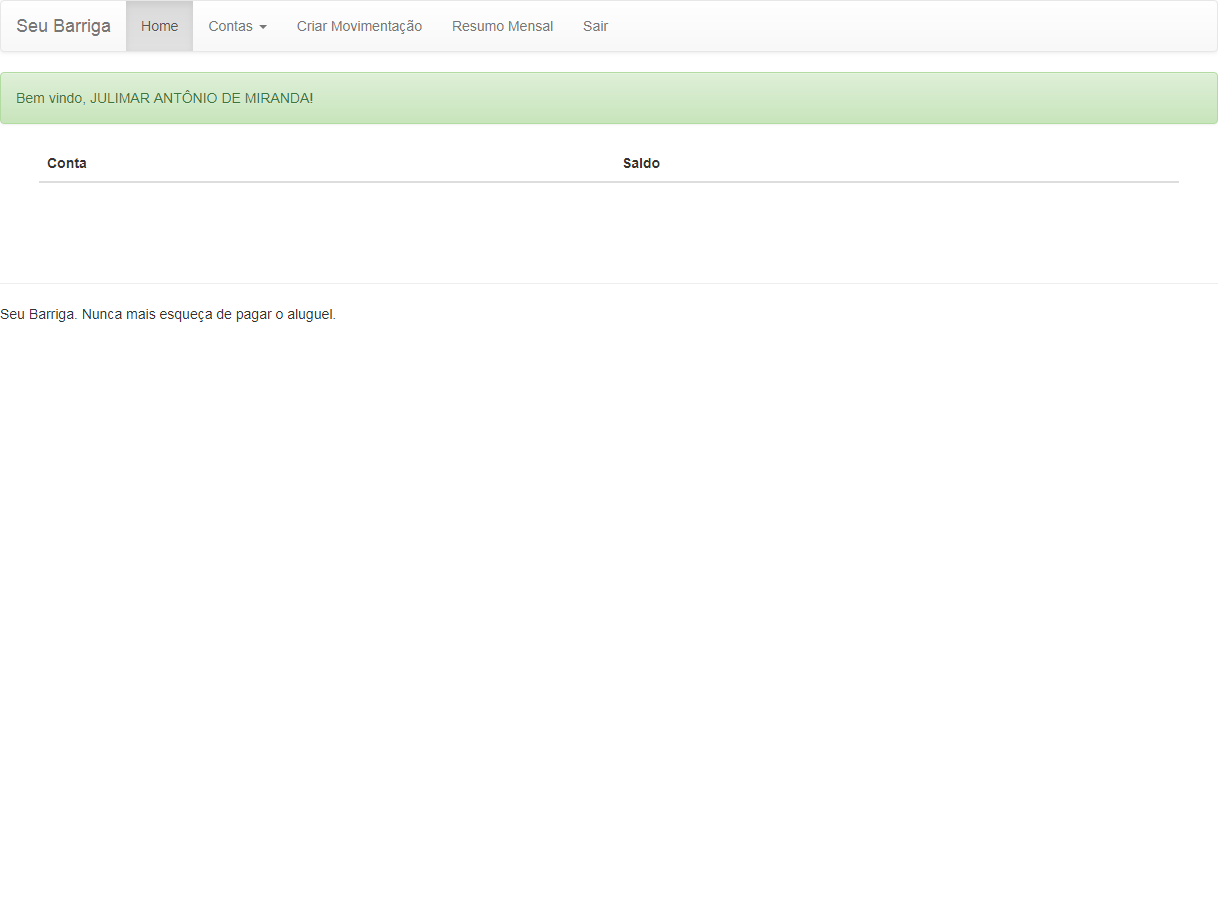 Seu Barriga Home Contas Criar Movimentação Resumo Mensal Sair
Bem vindo, JULIMAR ANTÔNIO DE MIRANDA!
Conta Saldo
Seu Barriga. Nunca mais esqueça de pagar o aluguel.